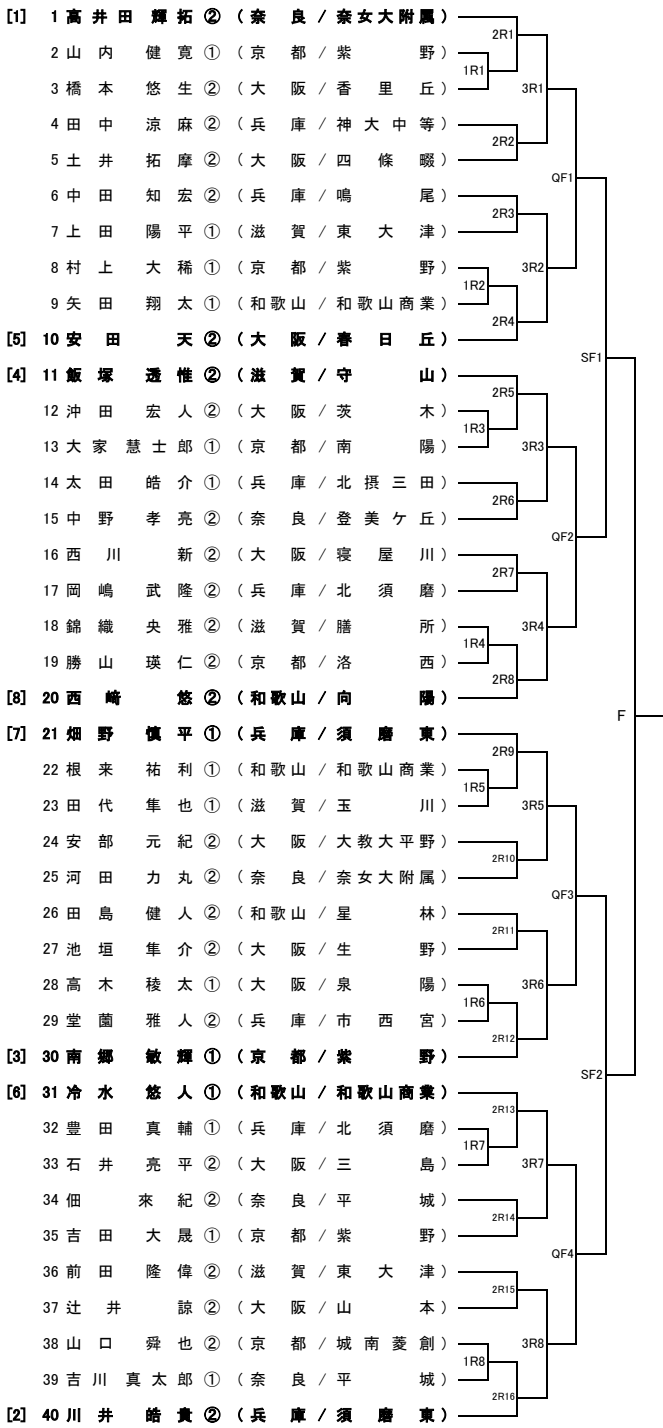 [1] 1 高井田 輝拓 ② (奈良/奈女大附属)
2 山内 健寛 ① (京都/紫野)
3 橋本 悠生 ② (大阪/香里丘)
4 田中 涼麻 ② (兵庫/神大中等)
5 土井 拓摩 ② (大阪/四條畷)
6 中田 知宏 ② (兵庫/鳴尾)
7 上田 陽平 ① (滋賀/東大津)
8 村上 大稀 ① (京都/紫野)
9 矢田 翔太 ① (和歌山/和歌山商業)
[5] 10 安田 天 ② (大阪/春日丘)
[4] 11 飯塚 透惟 ② (滋賀/守山)
12 沖田 宏人 ② (大阪/茨木)
13 大家 慧士郎 ① (京都/南陽)
14 太田 皓介 ① (兵庫/北摂三田)
15 中野 孝亮 ② (奈良/登美ケ丘)
16 西川 新 ② (大阪/寝屋川)
17 岡嶋 武隆 ② (兵庫/北須磨)
18 錦織 央雅 ② (滋賀/膳所)
19 勝山 瑛仁 ② (京都/洛西)
[8] 20 西崎 悠 ② (和歌山/向陽)
[7] 21 畑野 慎平 ① (兵庫/須磨東)
22 根来 祐利 ① (和歌山/和歌山商業)
23 田代 隼也 ① (滋賀/玉川)
24 安部 元紀 ② (大阪/大教大平野)
25 河田 力丸 ② (奈良/奈女大附属)
26 田島 健人 ② (和歌山/星林)
27 池垣 隼介 ② (大阪/生野)
28 高木 稜太 ① (大阪/泉陽)
29 堂薗 雅人 ② (兵庫/市西宮)
[3] 30 南郷 敏輝 ① (京都/紫野)
[6] 31 冷水 悠人 ① (和歌山/和歌山商業)
32 豊田 真輔 ① (兵庫/北須磨)
33 石井 亮平 ② (大阪/三島)
34 佃 來紀 ② (奈良/平城)
35 吉田 大晟 ① (京都/紫野)
36 前田 隆偉 ② (滋賀/東大津)
37 辻井 諒 ② (大阪/山本)
38 山口 舜也 ② (京都/城南菱創)
39 吉川 真太郎 ① (奈良/平城)
[2] 40 川井 皓貴 ② (兵庫/須磨東)
1R1
1R2
1R3
1R4
1R5
1R6
1R7
1R8
2R1
2R2
2R3
2R4
2R5
2R6
2R7
2R8
2R9
2R10
2R11
2R12
2R13
2R14
2R15
2R16
3R1
3R2
3R3
3R4
3R5
3R6
3R7
3R8
QF1
QF2
QF3
QF4
SF1
SF2
F